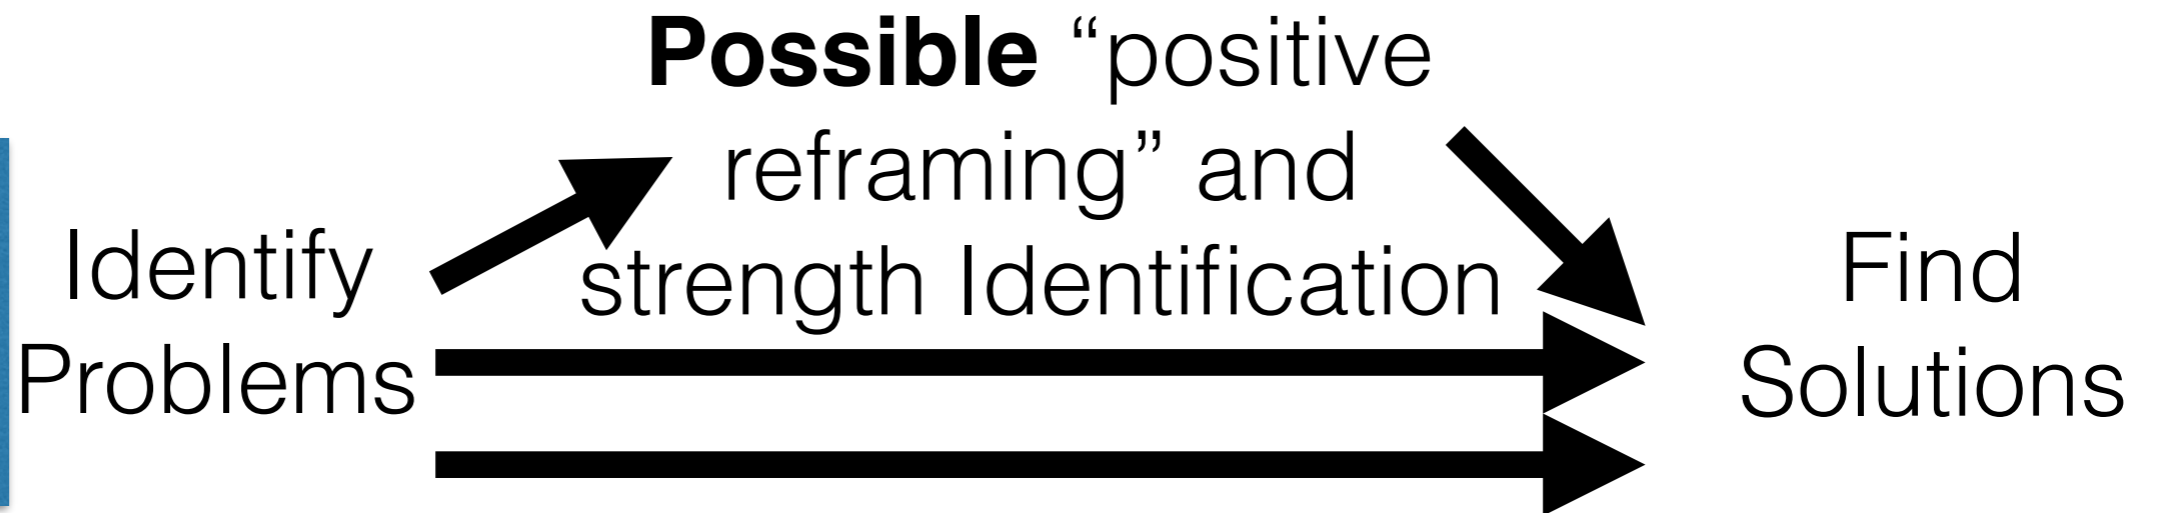 Possible “positive
reframing” and
strength Identification
Identify
Problems
Find
Solutions